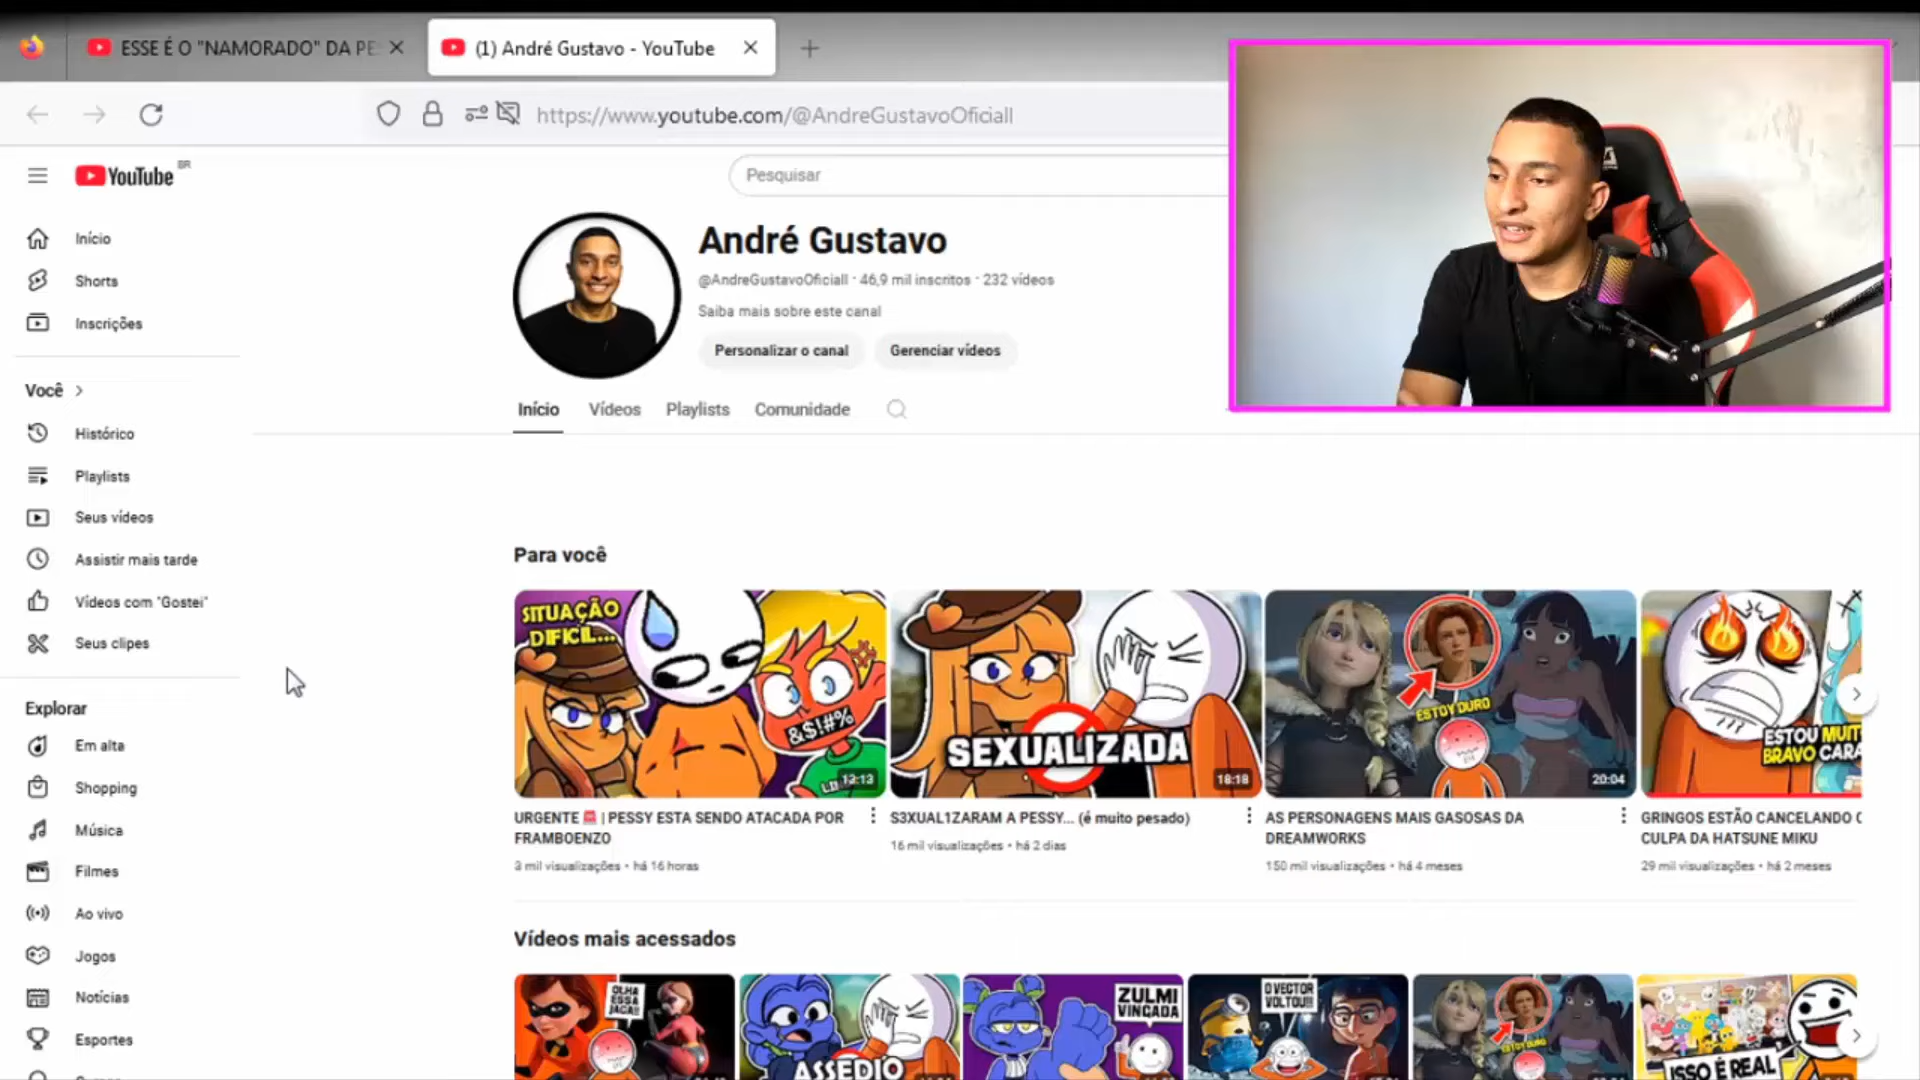 ESSE É O "NAMORADO" DA PE
(1) André Gustavo - YouTube
https://www.youtube.com/@AndreGustavoOficiall
YouTube BR
Pesquisar
Início
Shorts
Inscrições
Você
Histórico
Playlists
Seus vídeos
Assistir mais tarde
Vídeos com "Gostei"
Seus clipes
Explorar
Em alta
Shopping
Música
Filmes
Ao vivo
Jogos
Notícias
Esportes
André Gustavo
@AndreGustavoOficiall · 46,9 mil inscritos · 232 vídeos
Saiba mais sobre este canal
Personalizar o canal
Gerenciar vídeos
Início
Vídeos
Playlists
Comunidade
Para você
SITUAÇÃO
DIFICIL...
&$!#%
13:13
URGENTE 🚨 | PESSY ESTA SENDO ATACADA POR
FRAMBOENZO
3 mil visualizações • há 16 horas
SEXUALIZADA
18:18
S3XUAL1ZARAM A PESSY... (é muito pesado)
16 mil visualizações • há 2 dias
ESTOY DURO
20:04
AS PERSONAGENS MAIS GASOSAS DA
DREAMWORKS
150 mil visualizações • há 4 meses
ESTOU MUIT
BRAVO CARA
GRINGOS ESTÃO CANCELANDO
CULPA DA HATSUNE MIKU
29 mil visualizações • há 2 meses
Vídeos mais acessados
OLHA
ESSA
JACA!!
ASSÉDIO
ZULMI
VINGADA
O VECTOR
VOLTOU!!!
ESTOY DURO
ISSO É REAL